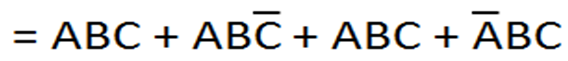 = ABC + ABC̅ + ABC + A̅BC